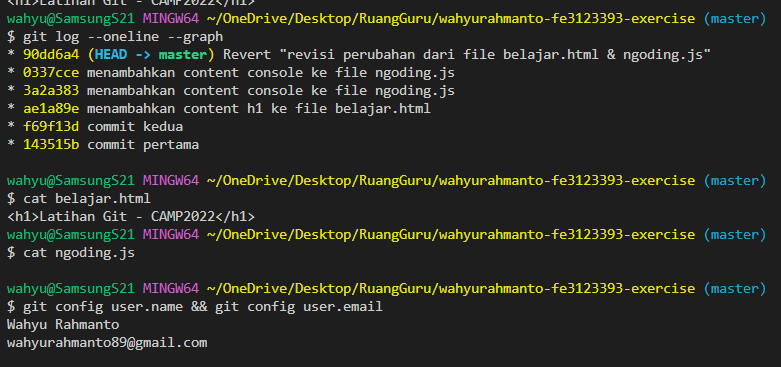 <h1>Latihan Git - CAMP2022</h1>
wahyu@SamsungS21 MINGW64 ~/OneDrive/Desktop/RuangGuru/wahyurahmanto-fe3123393-exercise (master)
$ git log --oneline --graph
* 90dd6a4 (HEAD -> master) Revert "revisi perubahan dari file belajar.html & ngoding.js"
* 0337cce menambahkan content console ke file ngoding.js
* 3a2a383 menambahkan content console ke file ngoding.js
* ae1a89e menambahkan content h1 ke file belajar.html
* f69f13d commit kedua
* 143515b commit pertama
wahyu@SamsungS21 MINGW64 ~/OneDrive/Desktop/RuangGuru/wahyurahmanto-fe3123393-exercise (master)
$ cat belajar.html
<h1>Latihan Git - CAMP2022</h1>
wahyu@SamsungS21 MINGW64 ~/OneDrive/Desktop/RuangGuru/wahyurahmanto-fe3123393-exercise (master)
$ cat ngoding.js
wahyu@SamsungS21 MINGW64 ~/OneDrive/Desktop/RuangGuru/wahyurahmanto-fe3123393-exercise (master)
$ git config user.name && git config user.email
Wahyu Rahmanto
wahyurahmanto89@gmail.com